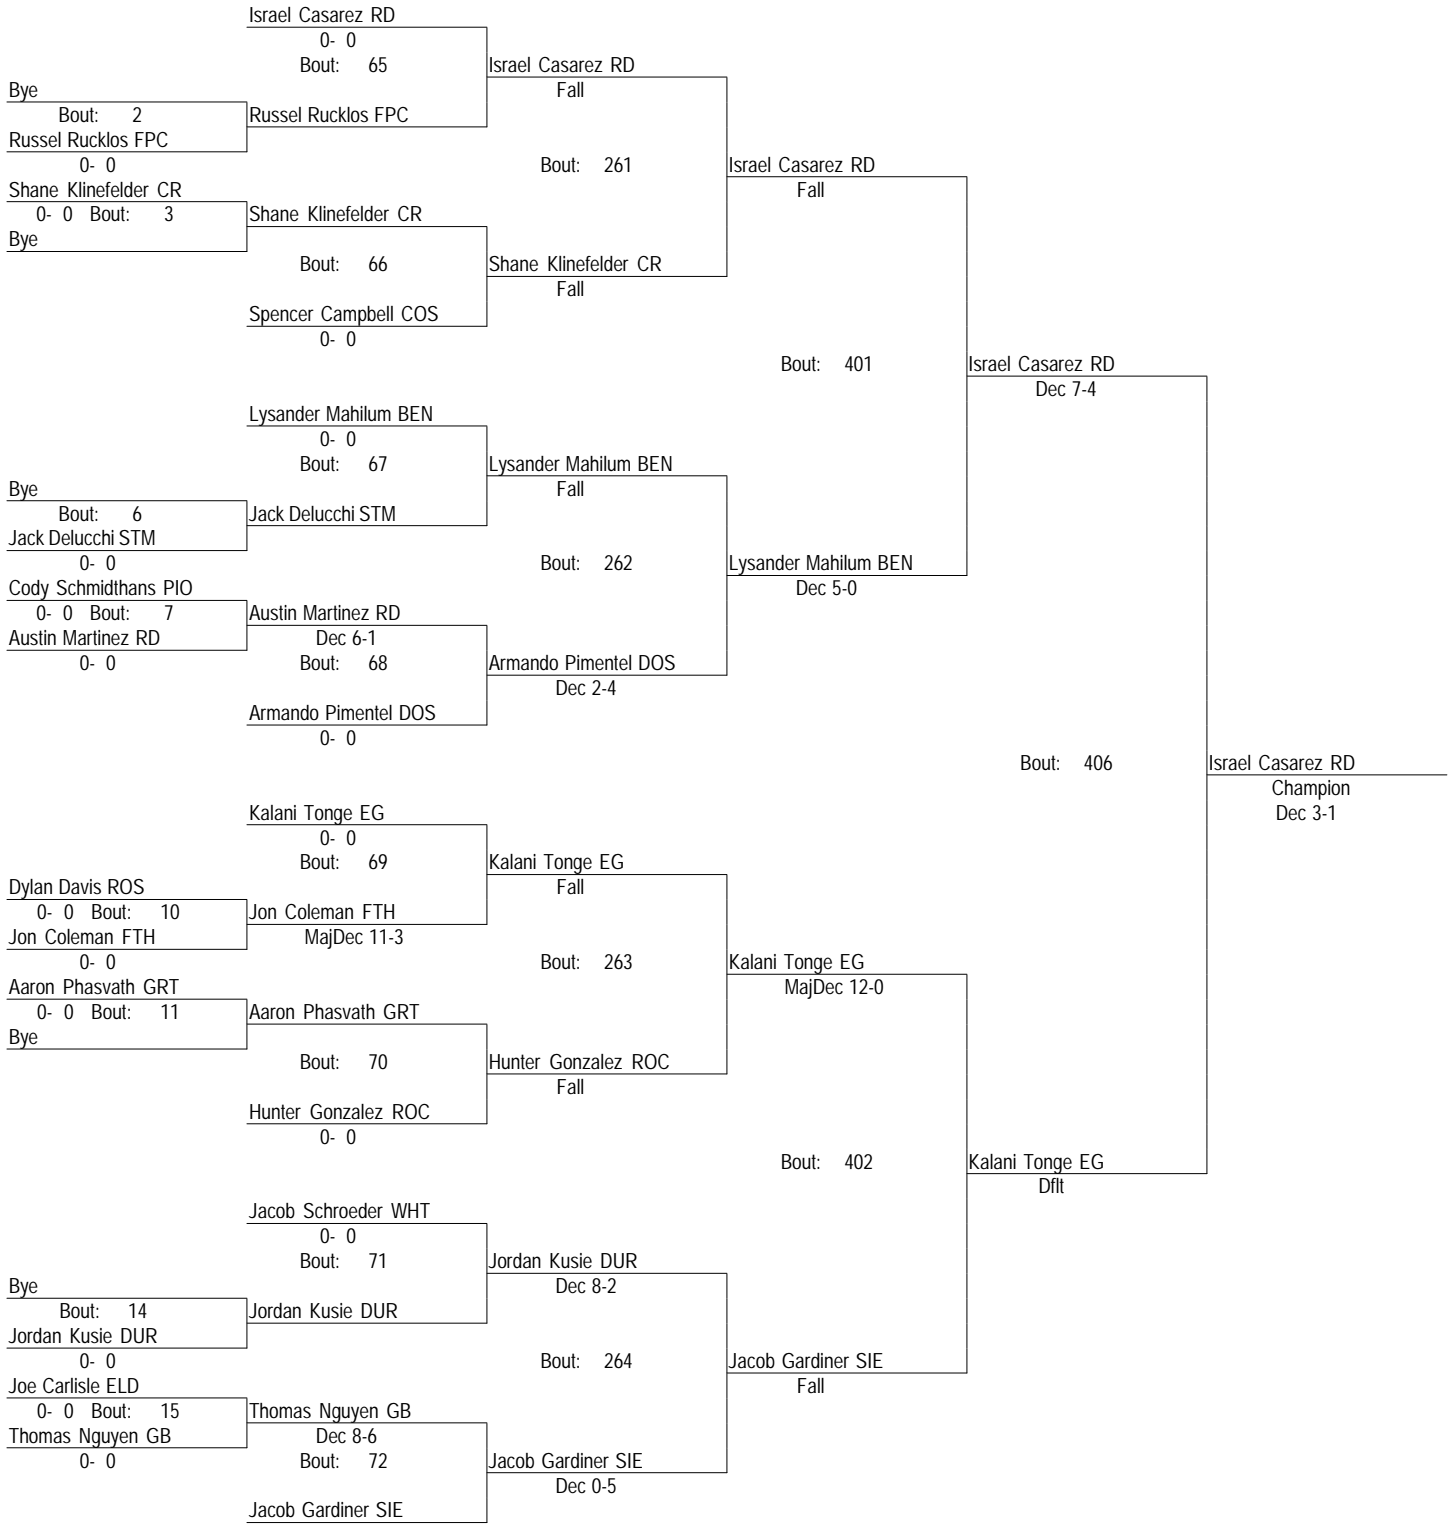 Israel Casarez RD
0- 0
Bout: 65
Israel Casarez RD
Bye
Fall
Bout: 2
Russel Rucklos FPC
Russel Rucklos FPC
0- 0
Bout: 261
Israel Casarez RD
Shane Klinefelder CR
Fall
0- 0 Bout: 3
Shane Klinefelder CR
Bye
Bout: 66
Shane Klinefelder CR
Fall
Spencer Campbell COS
0- 0
Bout: 401
Israel Casarez RD
Dec 7-4
Lysander Mahilum BEN
0- 0
Bout: 67
Lysander Mahilum BEN
Bye
Fall
Bout: 6
Jack Delucchi STM
Jack Delucchi STM
0- 0
Bout: 262
Lysander Mahilum BEN
Cody Schmidthans PIO
Dec 5-0
0- 0 Bout: 7
Austin Martinez RD
Austin Martinez RD
Dec 6-1
0- 0
Bout: 68
Armando Pimentel DOS
Dec 2-4
Armando Pimentel DOS
0- 0
Bout: 406
Israel Casarez RD
Champion
Dec 3-1
Kalani Tonge EG
0- 0
Bout: 69
Kalani Tonge EG
Dylan Davis ROS
Fall
0- 0 Bout: 10
Jon Coleman FTH
Jon Coleman FTH
MajDec 11-3
0- 0
Bout: 263
Kalani Tonge EG
Aaron Phasvath GRT
MajDec 12-0
0- 0 Bout: 11
Aaron Phasvath GRT
Bye
Bout: 70
Hunter Gonzalez ROC
Fall
Hunter Gonzalez ROC
0- 0
Bout: 402
Kalani Tonge EG
Dflt
Jacob Schroeder WHT
0- 0
Bout: 71
Jordan Kusie DUR
Bye
Dec 8-2
Bout: 14
Jordan Kusie DUR
Jordan Kusie DUR
0- 0
Bout: 264
Jacob Gardiner SIE
Joe Carlisle ELD
Fall
0- 0 Bout: 15
Thomas Nguyen GB
Thomas Nguyen GB
Dec 8-6
0- 0
Bout: 72
Jacob Gardiner SIE
Dec 0-5
Jacob Gardiner SIE